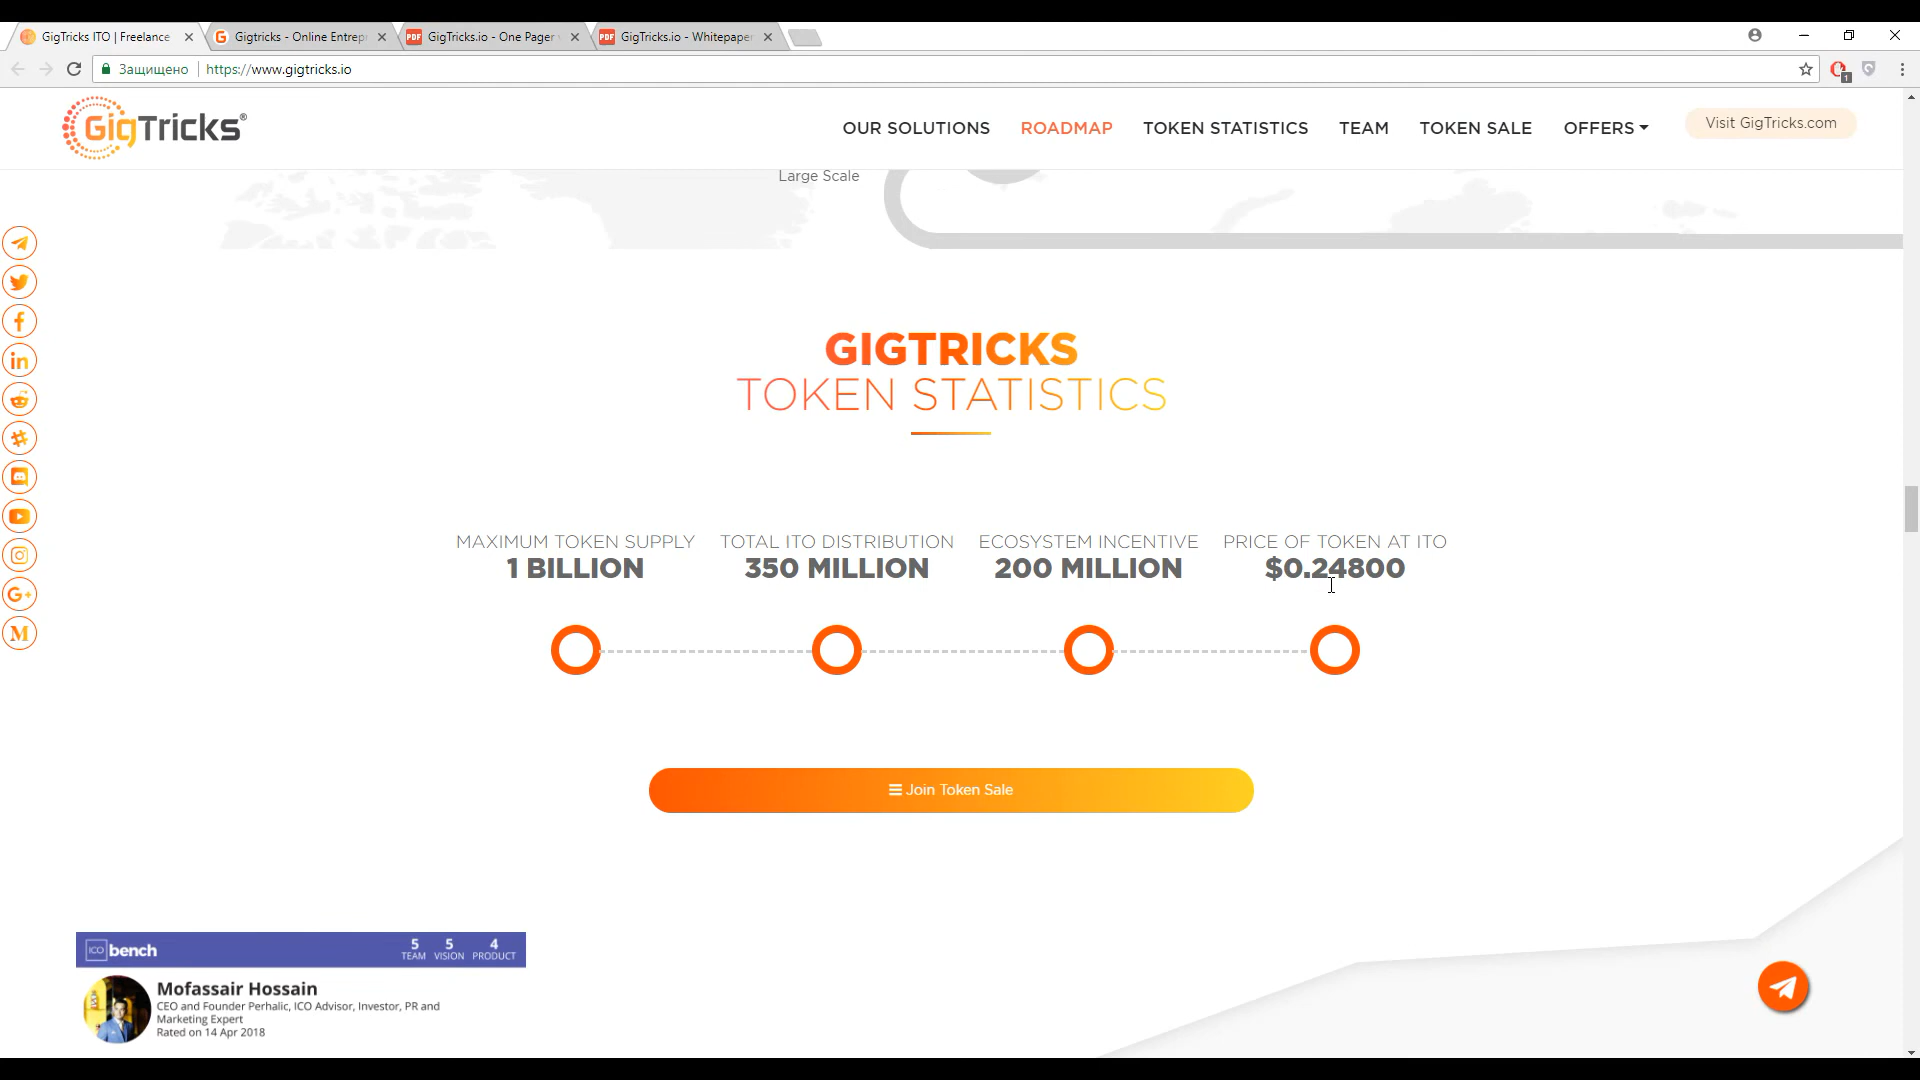 GigTricks ITO | Freelance
Gigtricks - Online Entrep
GigTricks.io - One Pager
GigTricks.io - Whitepaper
Защищено
https://www.gigtricks.io
1
GigTricks®
OUR SOLUTIONS
ROADMAP
TOKEN STATISTICS
TEAM
TOKEN SALE
OFFERS
Visit GigTricks.com
Large Scale
GIGTRICKS
TOKEN STATISTICS
MAXIMUM TOKEN SUPPLY
1 BILLION
TOTAL ITO DISTRIBUTION
350 MILLION
ECOSYSTEM INCENTIVE
200 MILLION
PRICE OF TOKEN AT ITO
$0.24800
Join Token Sale
ICO bench
5 5 4
TEAM VISION PRODUCT
Mofassair Hossain
CEO and Founder Perhalic, ICO Advisor, Investor, PR and
Marketing Expert
Rated on 14 Apr 2018